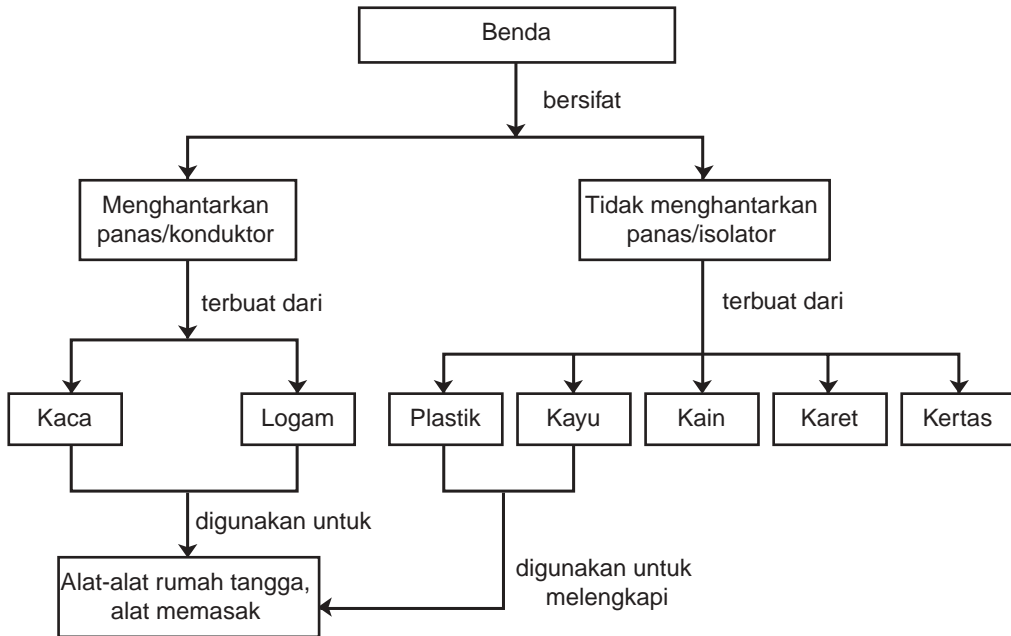 Benda
bersifat
Menghantarkan
panas/konduktor
Tidak menghantarkan
panas/isolator
terbuat dari
terbuat dari
Kaca
Logam
Plastik
Kayu
Kain
Karet
Kertas
digunakan untuk
digunakan untuk
melengkapi
Alat-alat rumah tangga,
alat memasak